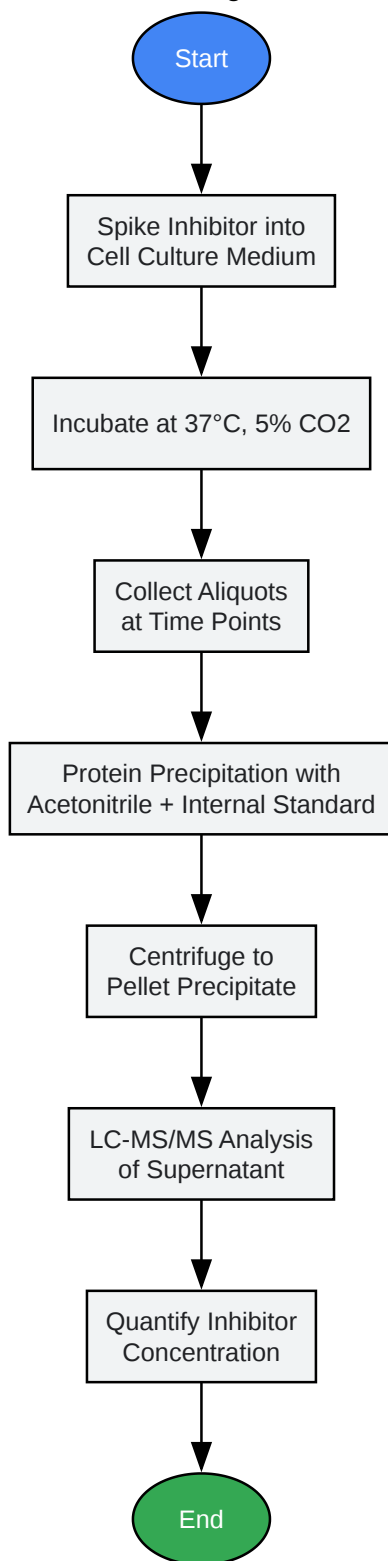 Start
Spike Inhibitor into
Cell Culture Medium
Incubate at 37°C, 5% CO2
Collect Aliquots
at Time Points
Protein Precipitation with
Acetonitrile + Internal Standard
Centrifuge to
Pellet Precipitate
LC-MS/MS Analysis
of Supernatant
Quantify Inhibitor
Concentration
End